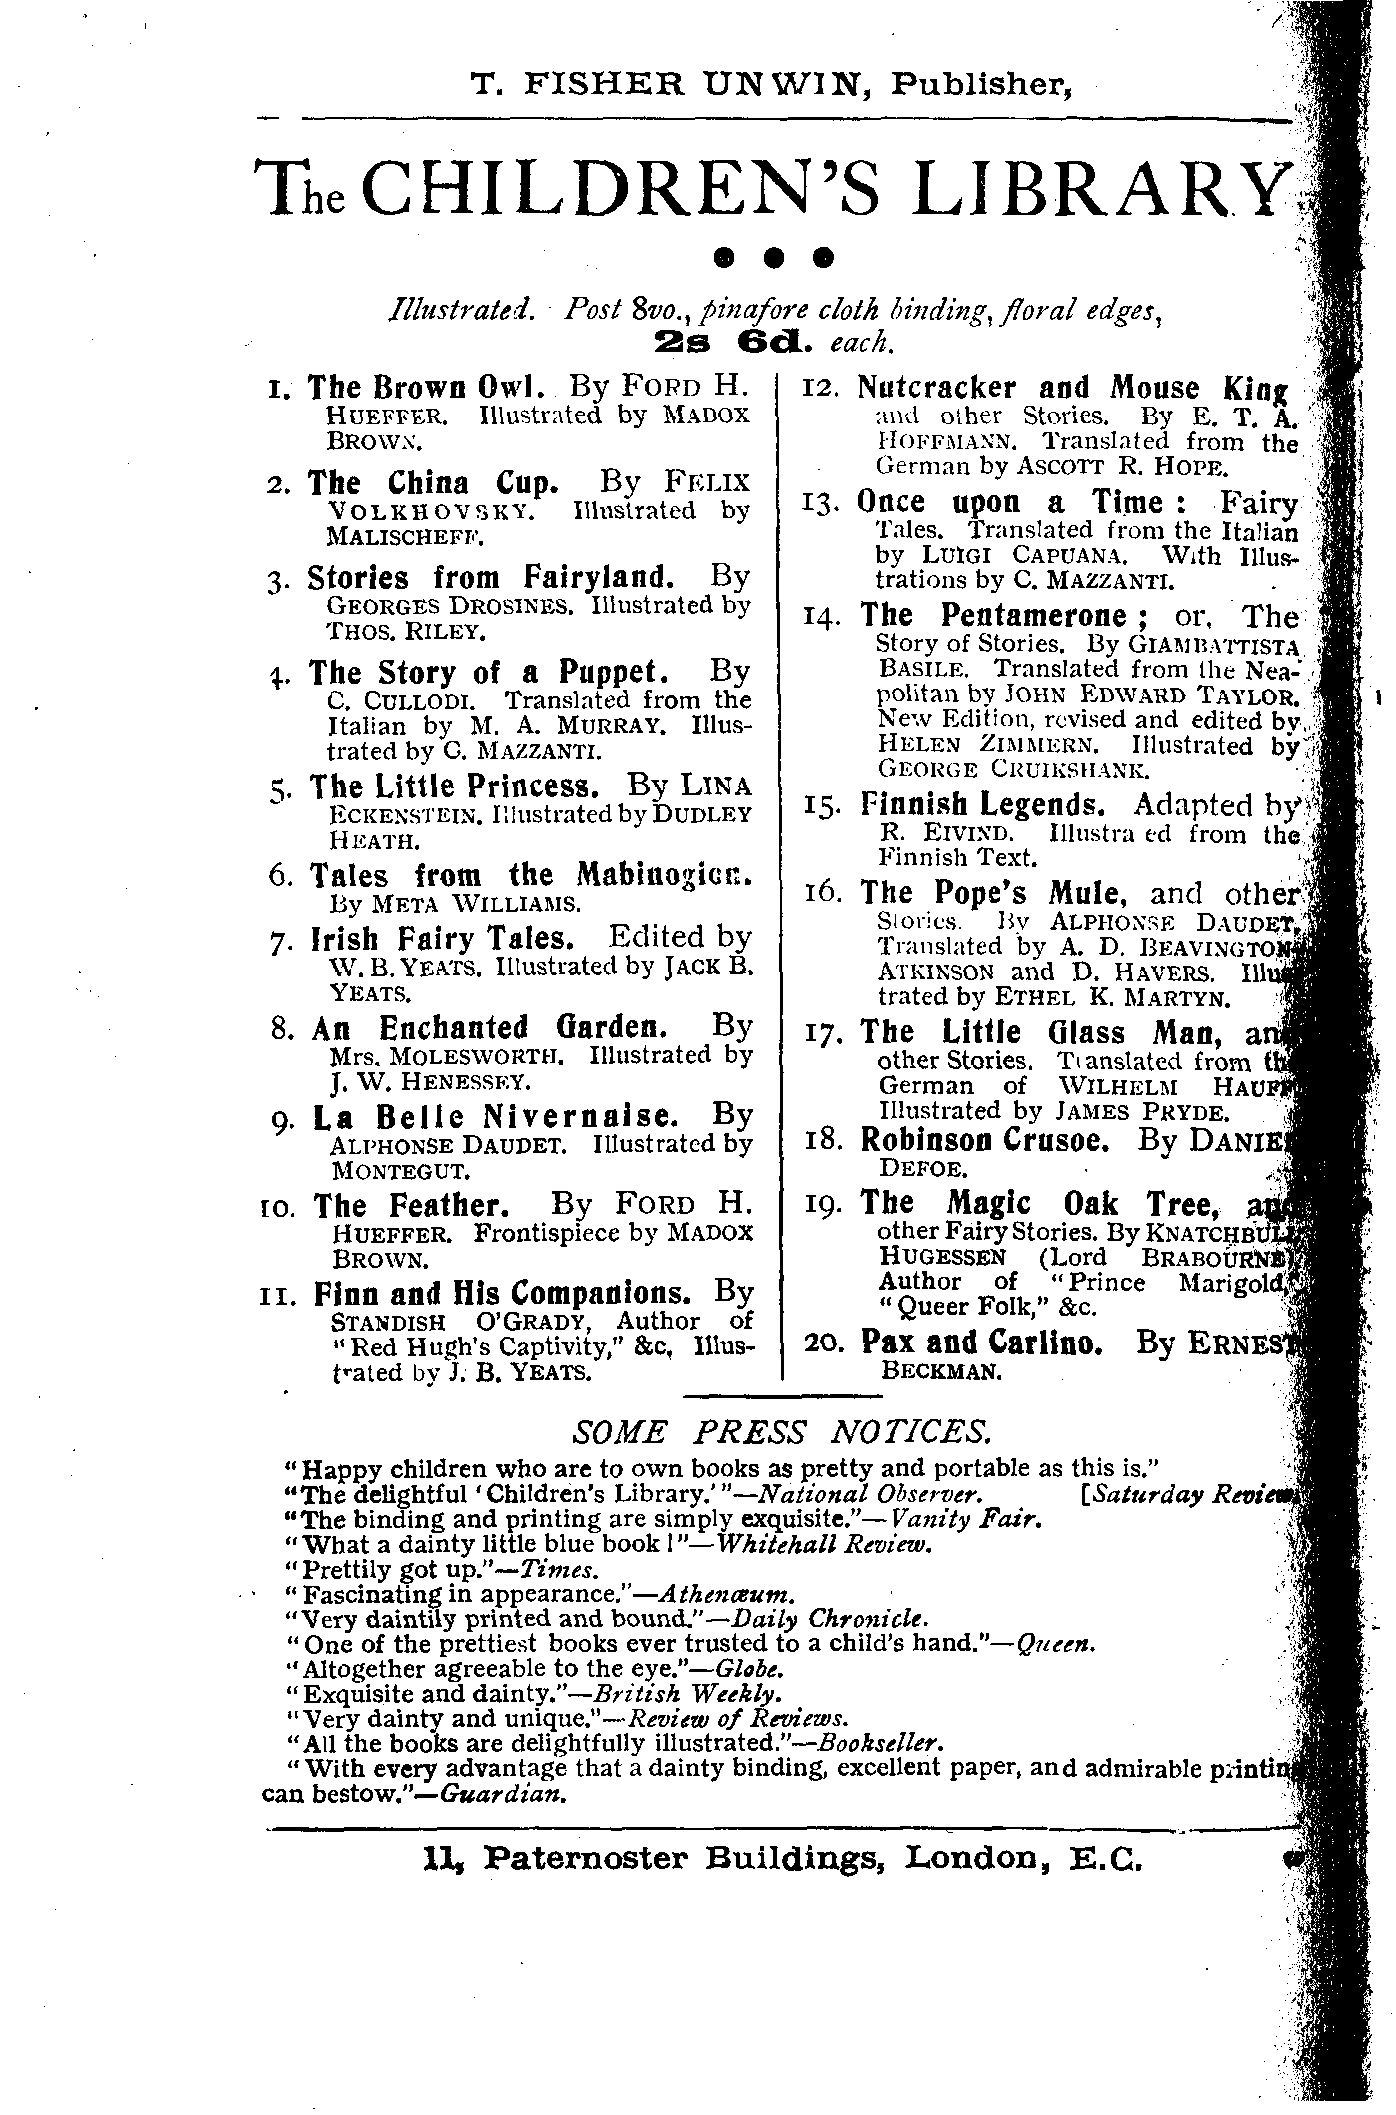 T. FISHER UNWIN, Publisher,
The CHILDREN'S LIBRARY
Illustrated. Post 8vo., pinafore cloth binding, floral edges,
2s 6d. each.
1. The Brown Owl. By FORD H.
HUEFFER. Illustrated by MADOX
BROWN.
2. The China Cup. By FELIX
VOLKHOVSKY. Illustrated by
MALISCHEFF.
3. Stories from Fairyland. By
GEORGES DROSINES. Illustrated by
THOS. RILEY.
4. The Story of a Puppet. By
C. CULLODI. Translated from the
Italian by M. A. MURRAY. Illus-
trated by C. MAZZANTI.
5. The Little Princess. By LINA
ECKENSTEIN. Illustrated by DUDLEY
HEATH.
6. Tales from the Mabinogion.
By META WILLIAMS.
7. Irish Fairy Tales. Edited by
W. B. YEATS. Illustrated by JACK B.
YEATS.
8. An Enchanted Garden. By
Mrs. MOLESWORTH. Illustrated by
J. W. HENESSEY.
9. La Belle Nivernaise. By
ALPHONSE DAUDET. Illustrated by
MONTEGUT.
10. The Feather. By FORD H.
HUEFFER. Frontispiece by MADOX
BROWN.
11. Finn and His Companions. By
STANDISH O'GRADY, Author of
"Red Hugh's Captivity," &c, Illus-
trated by J. B. YEATS.
12. Nutcracker and Mouse King
and other Stories. By E. T. A.
HOFFMANN. Translated from the
German by ASCOTT R. HOPE.
13. Once upon a Time: Fairy
Tales. Translated from the Italian
by LUIGI CAPUANA. With Illus-
trations by C. MAZZANTI.
14. The Pentamerone; or, The
Story of Stories. By GIAMBATTISTA
BASILE. Translated from the Nea-
politan by JOHN EDWARD TAYLOR.
New Edition, revised and edited by
HELEN ZIMMERN. Illustrated by
GEORGE CRUIKSHANK.
15. Finnish Legends. Adapted by
R. EIVIND. Illustra ed from the
Finnish Text.
16. The Pope's Mule, and other
Stories. By ALPHONSE DAUDET.
Translated by A. D. BEAVINGTON-
ATKINSON and D. HAVERS. Illus
trated by ETHEL K. MARTYN.
17. The Little Glass Man, and
other Stories. Translated from the
German of WILHELM HAUFF
Illustrated by JAMES PRYDE.
18. Robinson Crusoe. By DANIEL
DEFOE.
19. The Magic Oak Tree, and
other Fairy Stories. By KNATCHBULL
HUGESSEN (Lord BRABOURNE),
Author of "Prince Marigold,"
"Queer Folk," &c.
20. Pax and Carlino. By ERNEST
BECKMAN.
SOME PRESS NOTICES.
"Happy children who are to own books as pretty and portable as this is."
"The delightful 'Children's Library.'"—National Observer. [Saturday Review.
"The binding and printing are simply exquisite."—Vanity Fair.
"What a dainty little blue book!"—Whitehall Review.
"Prettily got up."—Times.
"Fascinating in appearance."—Athenæum.
"Very daintily printed and bound."—Daily Chronicle.
"One of the prettiest books ever trusted to a child's hand."—Queen.
"Altogether agreeable to the eye."—Globe.
"Exquisite and dainty."—British Weekly.
"Very dainty and unique."—Review of Reviews.
"All the books are delightfully illustrated."—Bookseller.
"With every advantage that a dainty binding, excellent paper, and admirable printing
can bestow."—Guardian.
11, Paternoster Buildings, London, E.C.